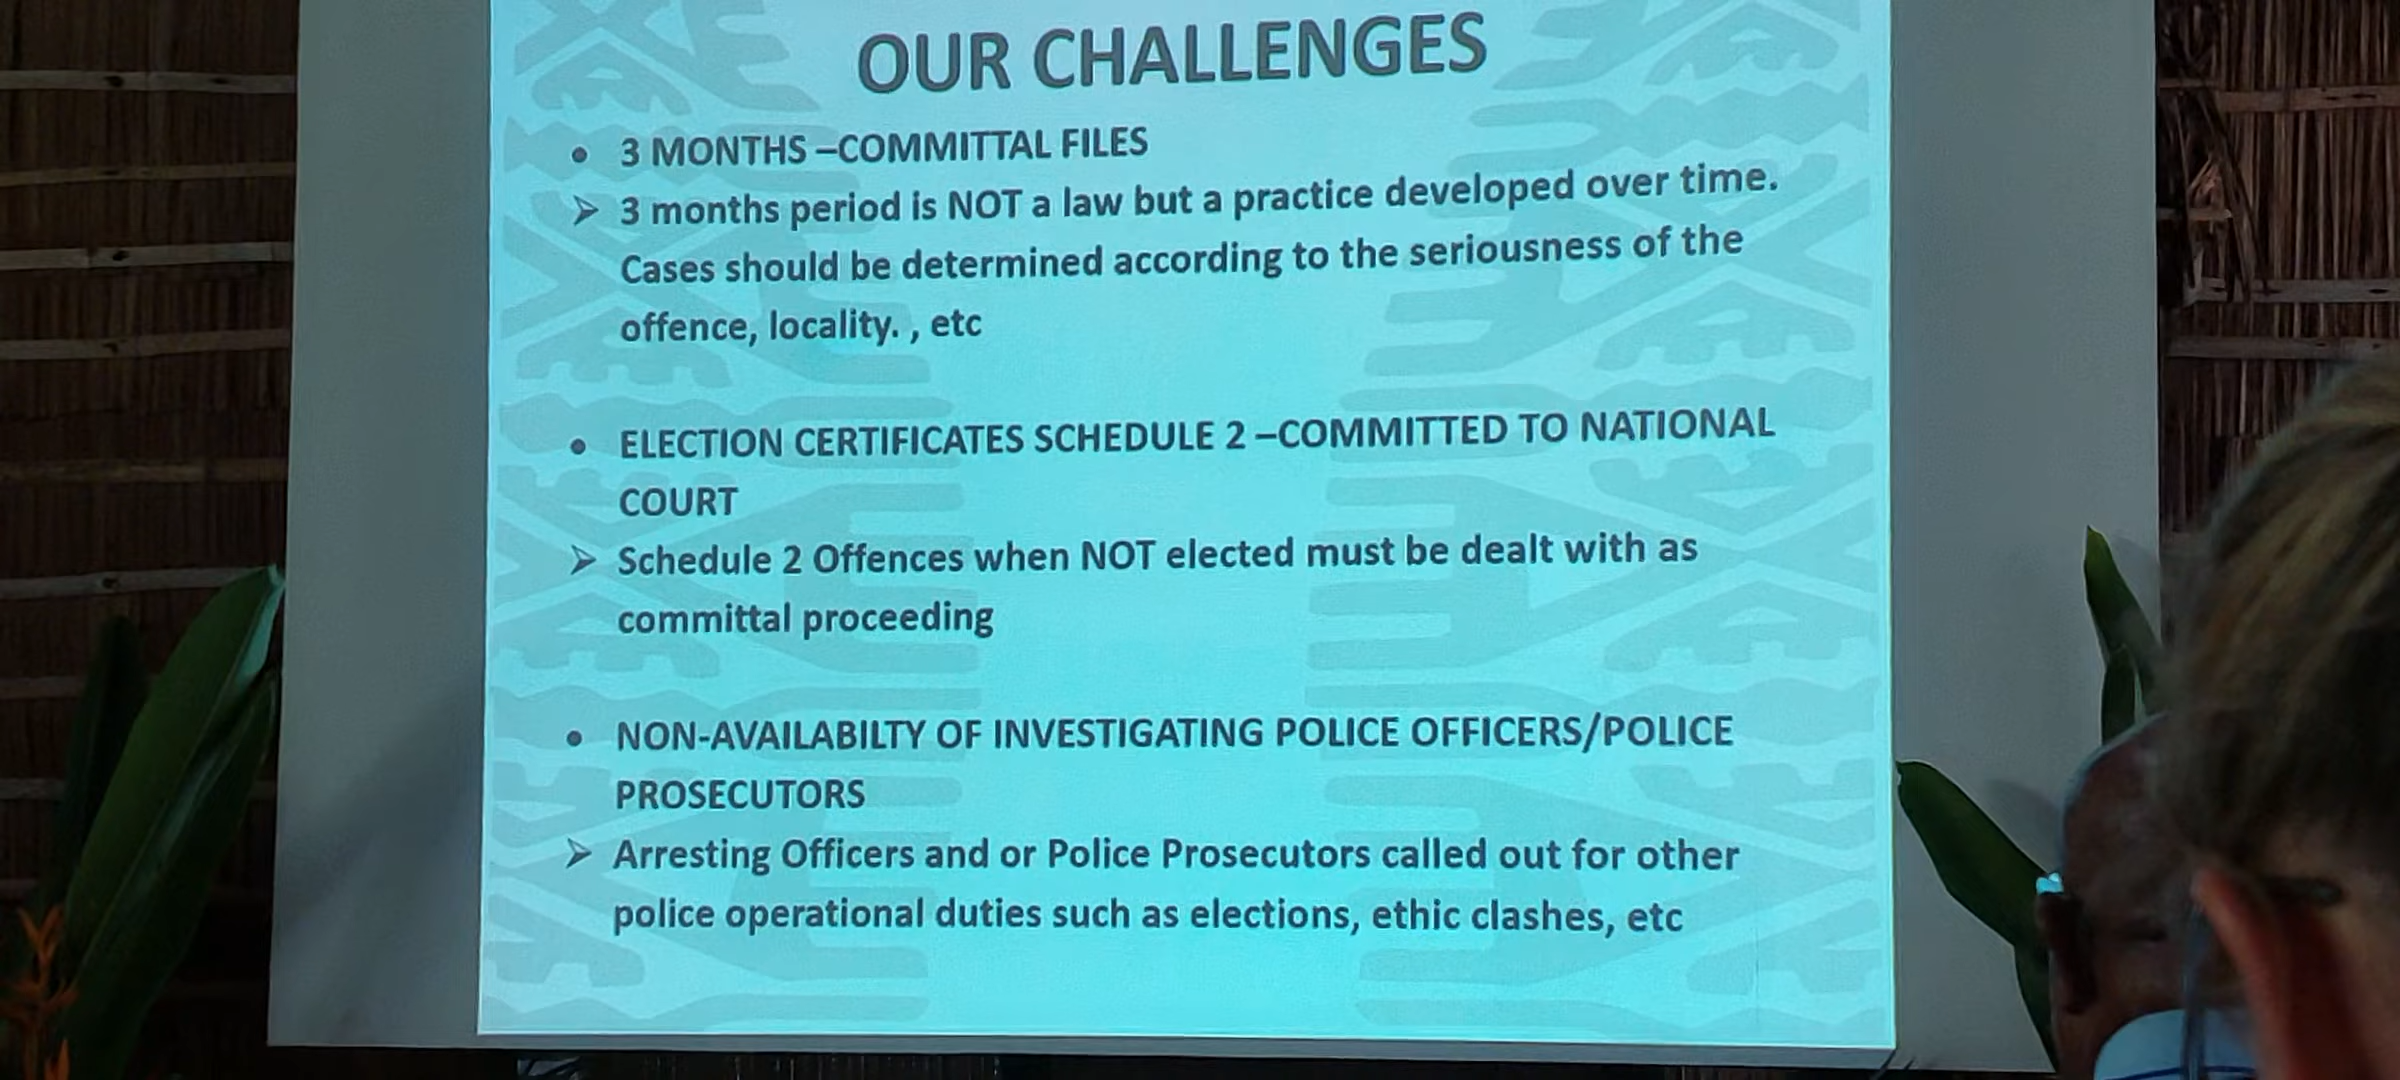 OUR CHALLENGES
• 3 MONTHS –COMMITTAL FILES
➢ 3 months period is NOT a law but a practice developed over time.
Cases should be determined according to the seriousness of the
offence, locality. , etc
• ELECTION CERTIFICATES SCHEDULE 2 –COMMITTED TO NATIONAL
COURT
➢ Schedule 2 Offences when NOT elected must be dealt with as
committal proceeding
• NON-AVAILABILTY OF INVESTIGATING POLICE OFFICERS/POLICE
PROSECUTORS
➢ Arresting Officers and or Police Prosecutors called out for other
police operational duties such as elections, ethic clashes, etc